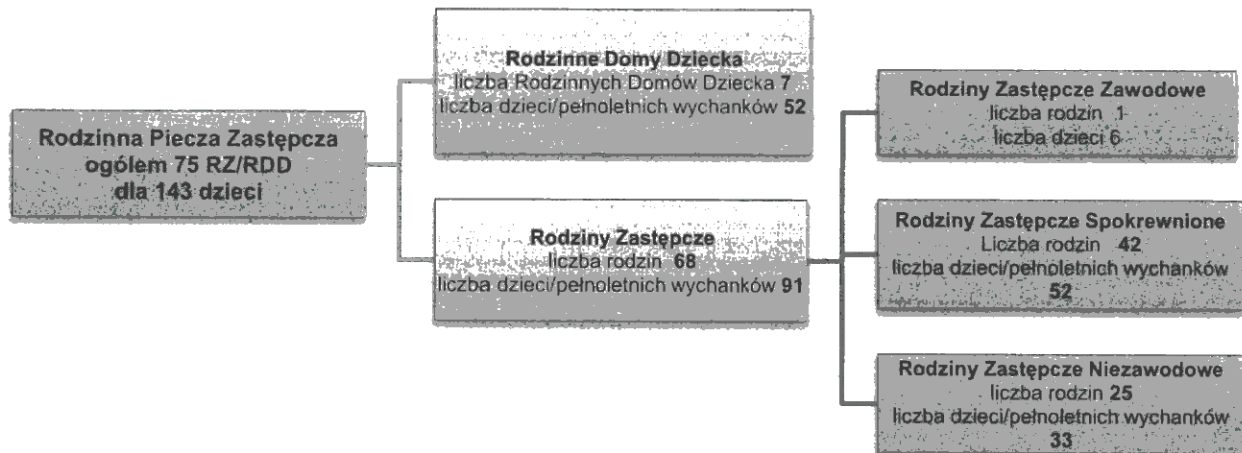 Rodzinna Piecza Zastępcza
ogółem 75 RZ/RDD
dla 143 dzieci
Rodzinne Domy Dziecka
liczba Rodzinnych Domów Dziecka 7
liczba dzieci/pełnoletnich wychanków 52
Rodziny Zastępcze
liczba rodzin 68
liczba dzieci/pełnoletnich wychanków 91
Rodziny Zastępcze Zawodowe
liczba rodzin 1
liczba dzieci 6
Rodziny Zastępcze Spokrewnione
Liczba rodzin 42
liczba dzieci/pełnoletnich wychanków
52
Rodziny Zastępcze Niezawodowe
liczba rodzin 25
liczba dzieci/pełnoletnich wychanków
33